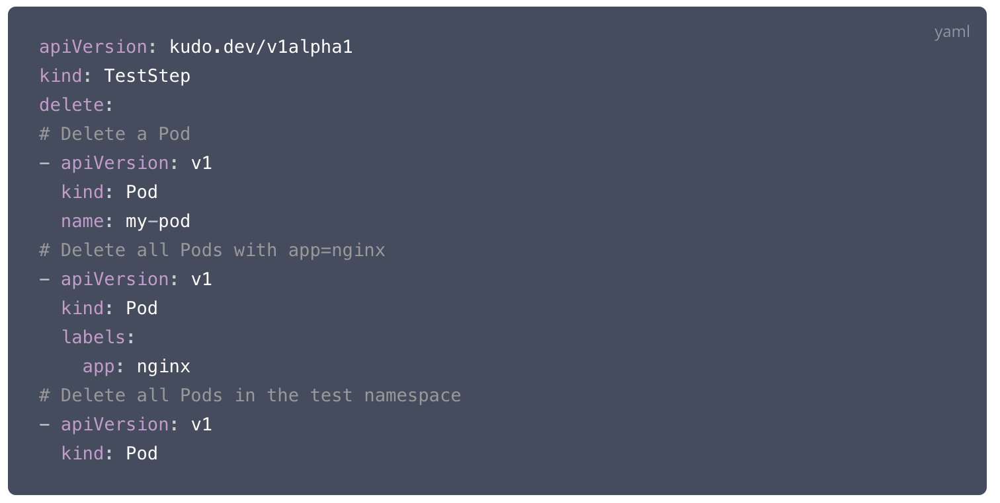 yaml
apiVersion: kudo.dev/v1alpha1
kind: TestStep
delete:
# Delete a Pod
- apiVersion: v1
  kind: Pod
  name: my-pod
# Delete all Pods with app=nginx
- apiVersion: v1
  kind: Pod
  labels:
    app: nginx
# Delete all Pods in the test namespace
- apiVersion: v1
  kind: Pod